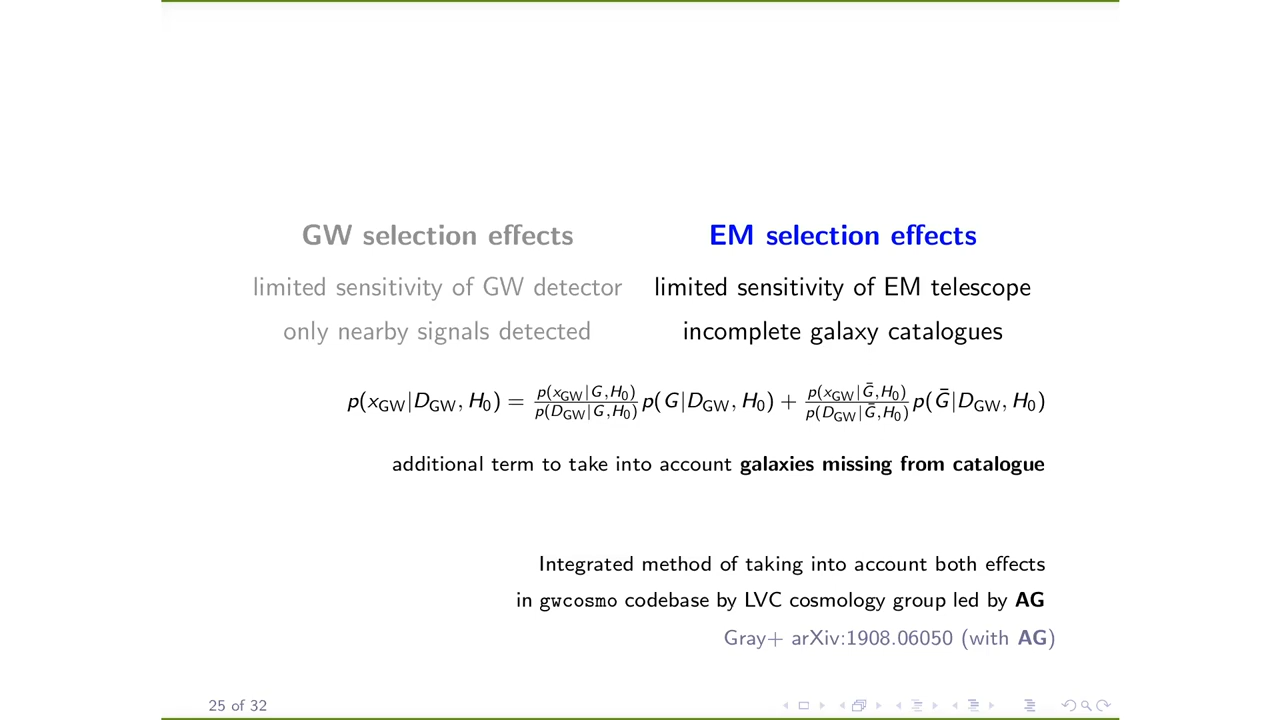 GW selection effects
EM selection effects
limited sensitivity of GW detector
limited sensitivity of EM telescope
only nearby signals detected
incomplete galaxy catalogues
p(x_GW|D_GW, H_0) = p(x_GW|G,H_0)/p(D_GW|G,H_0) p(G|D_GW, H_0) + p(x_GW|Ḡ,H_0)/p(D_GW|Ḡ,H_0) p(Ḡ|D_GW, H_0)
additional term to take into account galaxies missing from catalogue
Integrated method of taking into account both effects
in gwcosmo codebase by LVC cosmology group led by AG
Gray+ arXiv:1908.06050 (with AG)
25 of 32